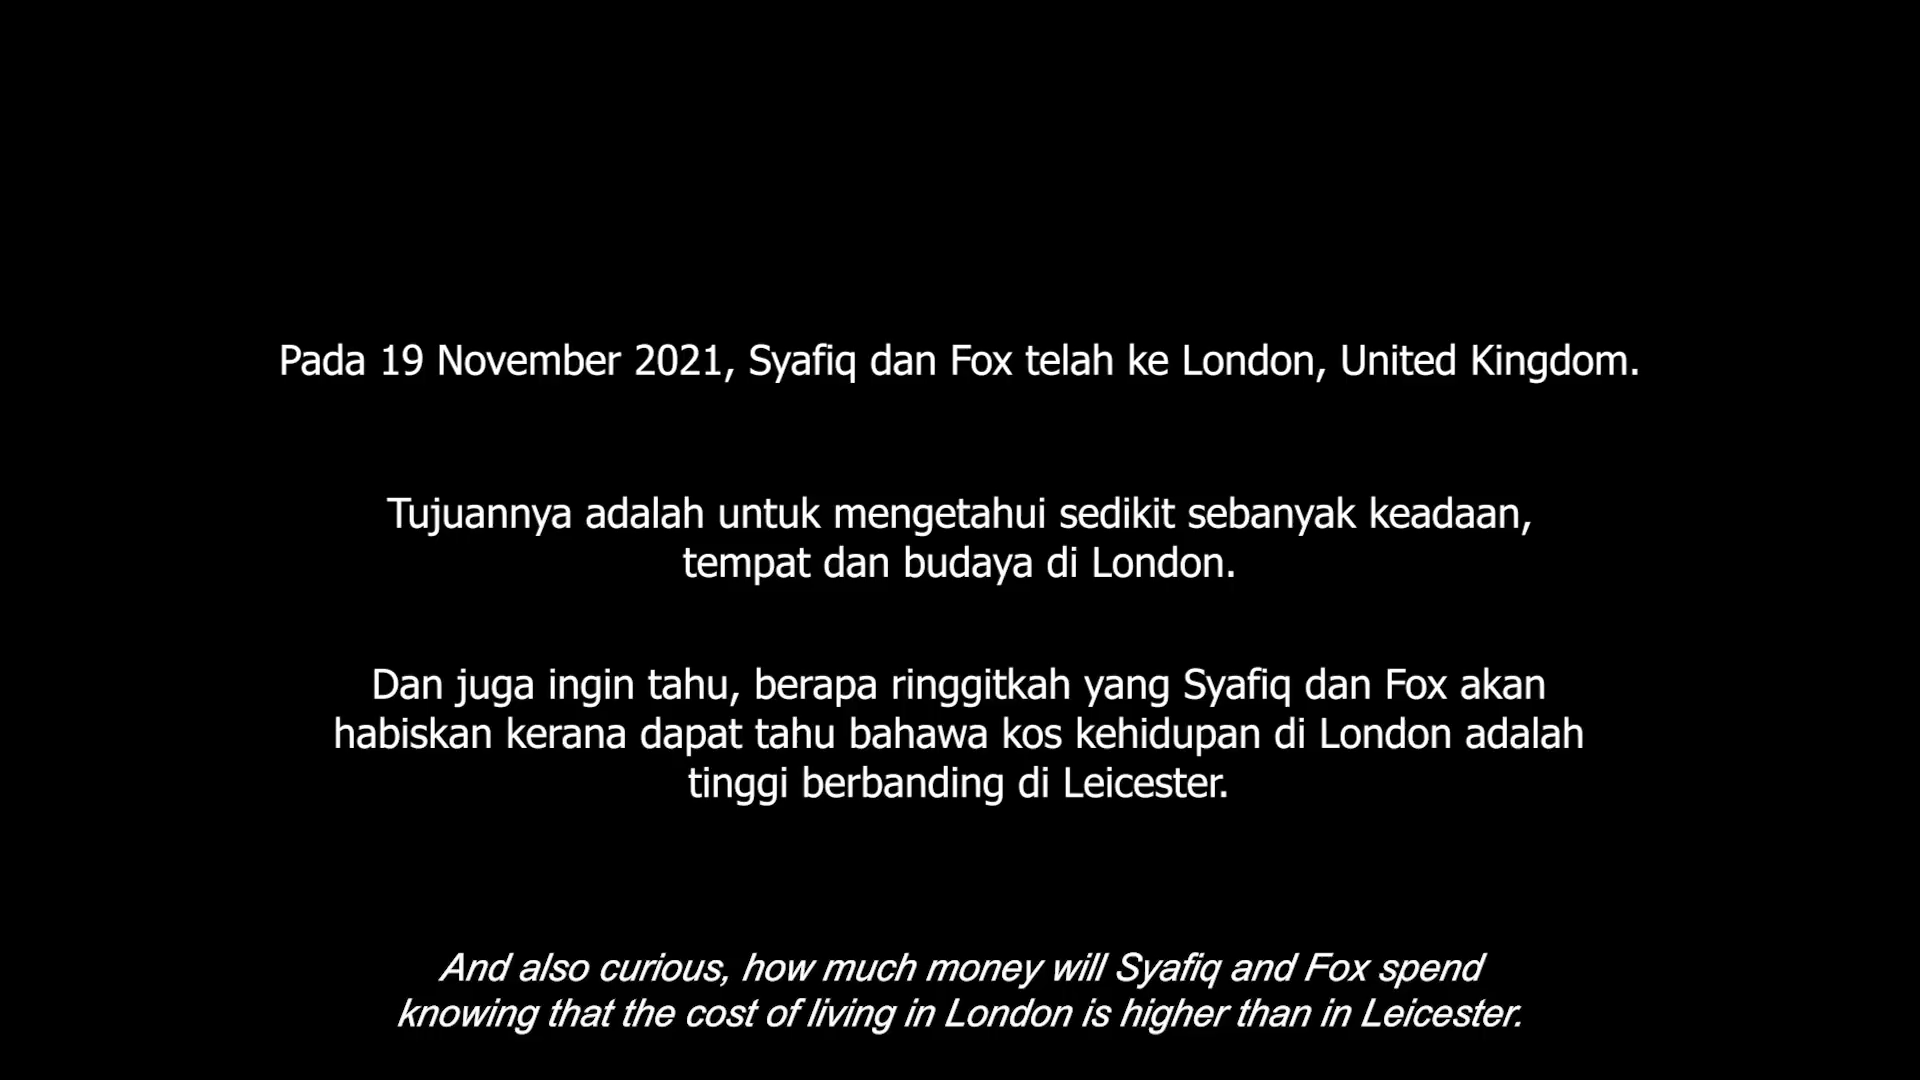 Pada 19 November 2021, Syafiq dan Fox telah ke London, United Kingdom.
Tujuannya adalah untuk mengetahui sedikit sebanyak keadaan,
tempat dan budaya di London.
Dan juga ingin tahu, berapa ringgitkah yang Syafiq dan Fox akan
habiskan kerana dapat tahu bahawa kos kehidupan di London adalah
tinggi berbanding di Leicester.
And also curious, how much money will Syafiq and Fox spend
knowing that the cost of living in London is higher than in Leicester.